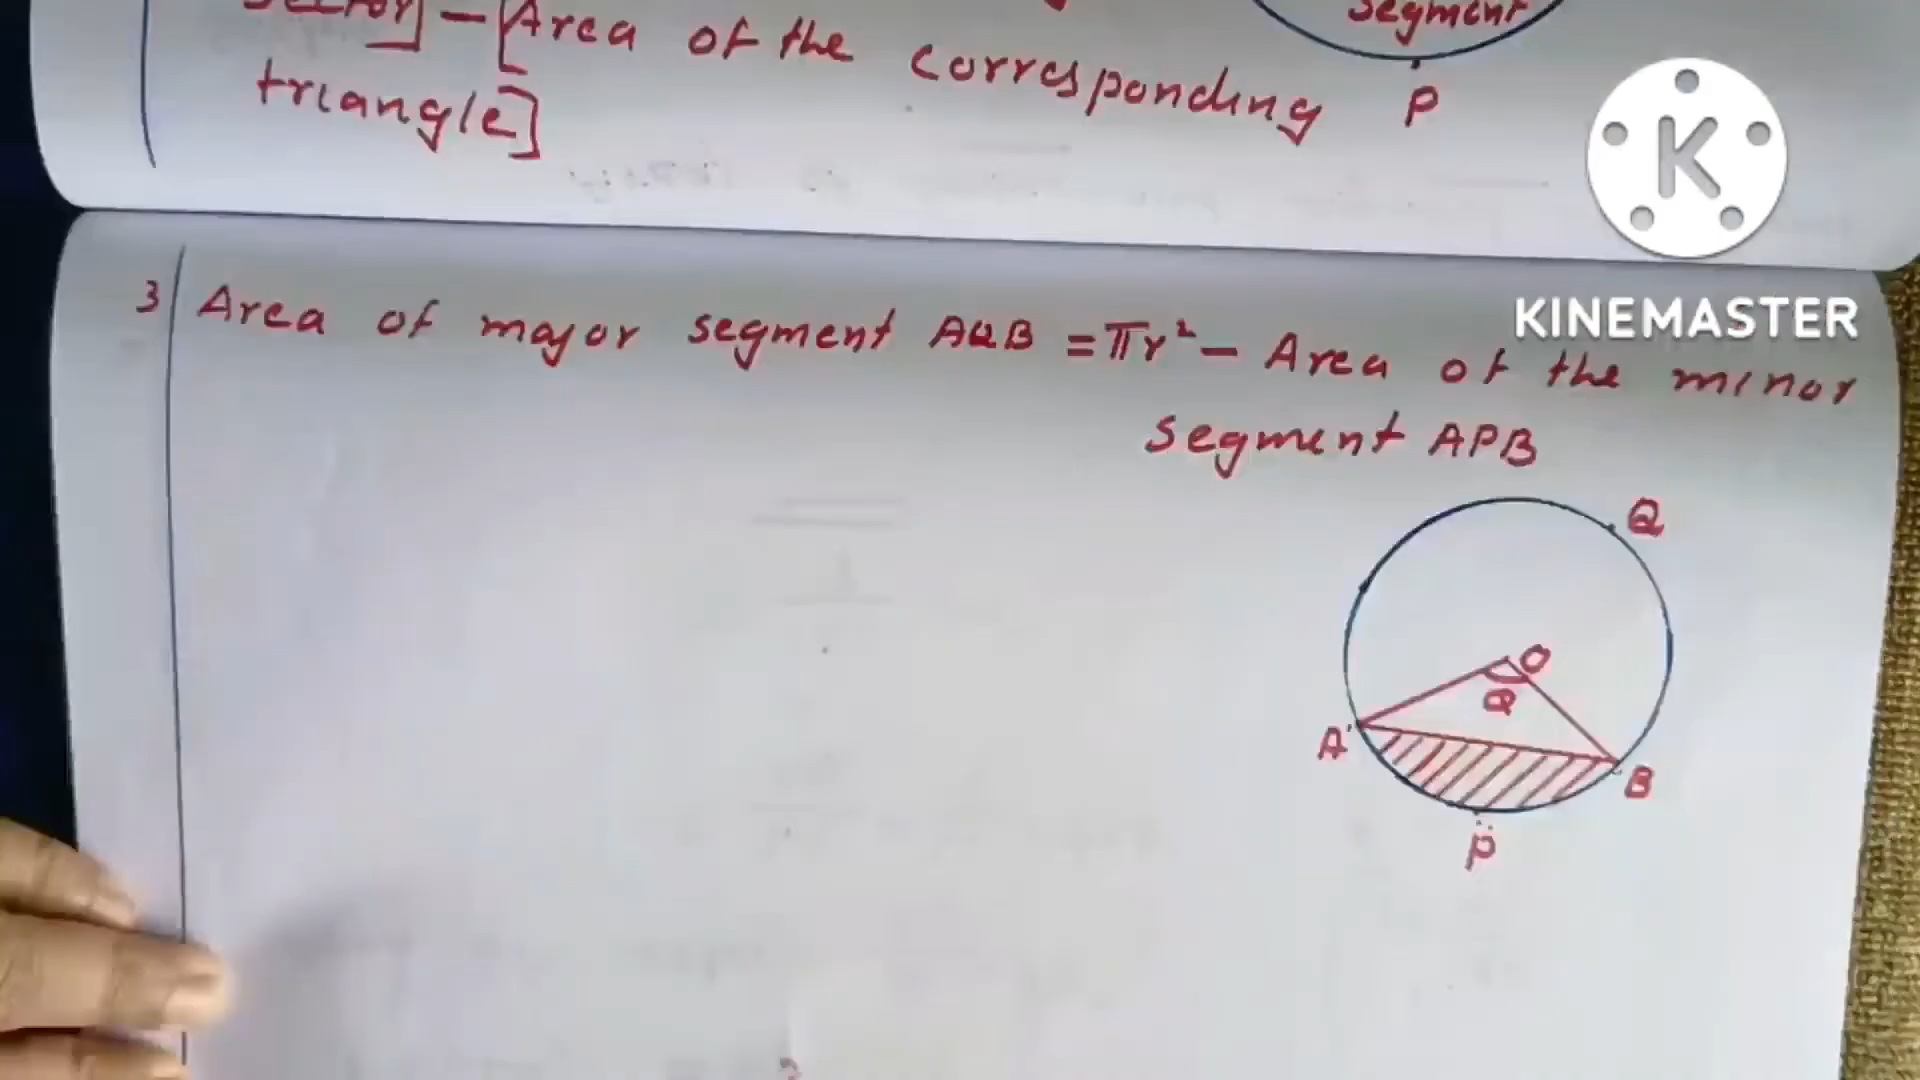 sector] – [Area of the corresponding
triangle]
segment
P
K
KINEMASTER
3 Area of major segment AQB = πr² – Area of the minor
segment APB
Q
O
Q
A
B
P